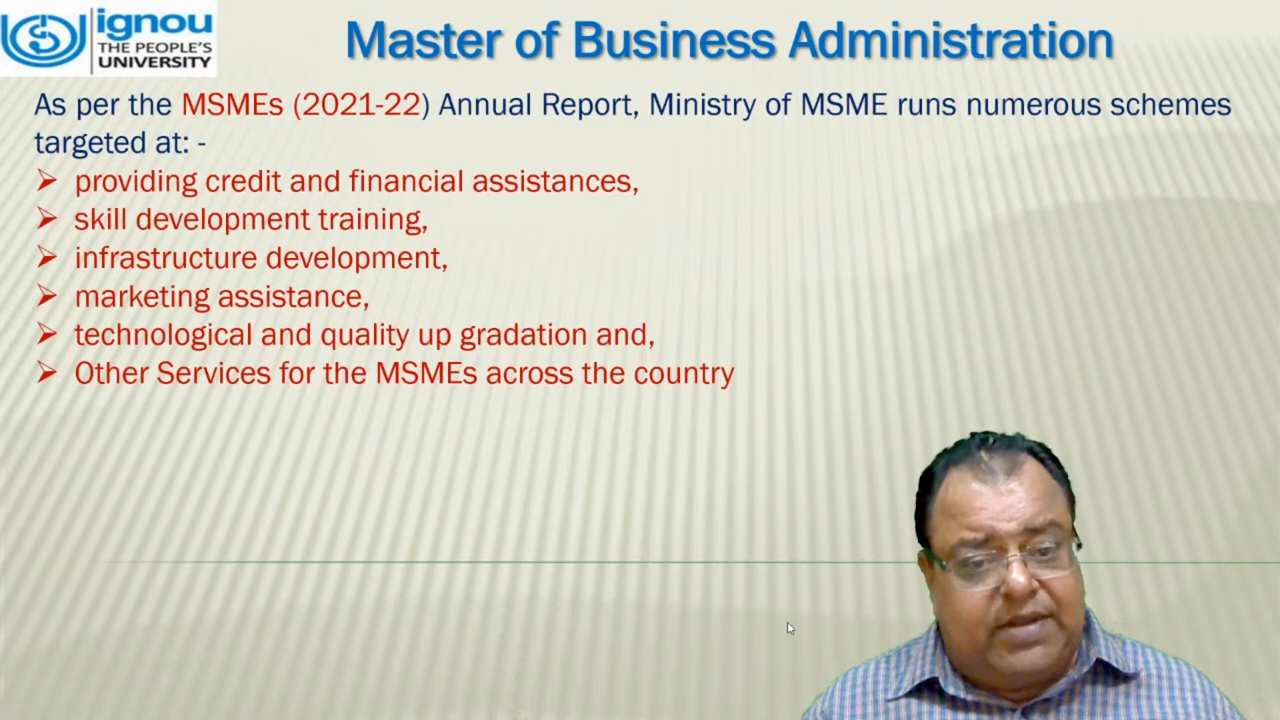 ignou
THE PEOPLE'S
UNIVERSITY
Master of Business Administration
As per the MSMEs (2021-22) Annual Report, Ministry of MSME runs numerous schemes
targeted at: -
providing credit and financial assistances,
skill development training,
infrastructure development,
marketing assistance,
technological and quality up gradation and,
Other Services for the MSMEs across the country